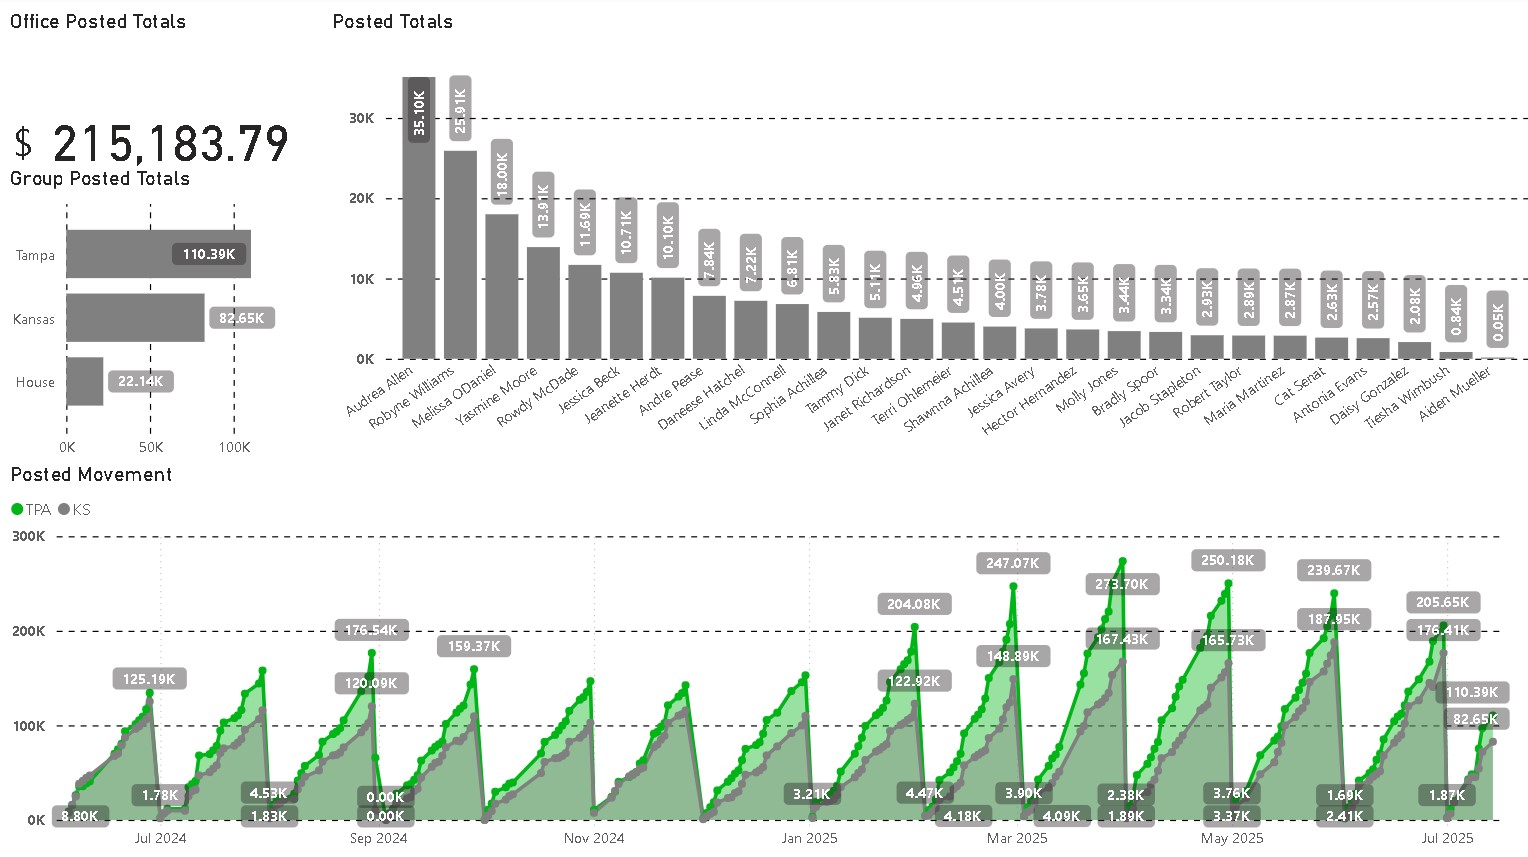 Office Posted Totals
$ 215,183.79
Group Posted Totals
Tampa
110.39K
Kansas
82.65K
House
22.14K
0K 50K 100K
Posted Totals
30K
20K
10K
0K
35.10K
25.91K
18.00K
13.91K
11.69K
10.71K
10.10K
7.84K
7.22K
6.81K
5.83K
5.11K
4.96K
4.51K
4.00K
3.78K
3.65K
3.44K
3.34K
2.93K
2.89K
2.87K
2.63K
2.57K
2.08K
0.84K
0.05K
Audrea Allen
Robyne Williams
Melissa ODaniel
Yasmine Moore
Rowdy McDade
Jessica Beck
Jeanette Herdt
Andre Pease
Daneese Hatchel
Linda McConnell
Sophia Achillea
Tammy Dick
Janet Richardson
Terri Ohlemeier
Shawnna Achillea
Jessica Avery
Hector Hernandez
Molly Jones
Bradly Spoor
Jacob Stapleton
Robert Taylor
Maria Martinez
Cat Senat
Antonia Evans
Daisy Gonzalez
Tiesha Wimbush
Aiden Mueller
Posted Movement
TPA KS
300K
200K
100K
0K
8.80K
125.19K
1.78K
4.53K
1.83K
176.54K
120.09K
0.00K
0.00K
159.37K
3.21K
204.08K
122.92K
4.47K
4.18K
247.07K
148.89K
3.90K
4.09K
273.70K
167.43K
2.38K
1.89K
250.18K
165.73K
3.76K
3.37K
239.67K
187.95K
1.69K
2.41K
205.65K
176.41K
1.87K
110.39K
82.65K
Jul 2024 Sep 2024 Nov 2024 Jan 2025 Mar 2025 May 2025 Jul 2025